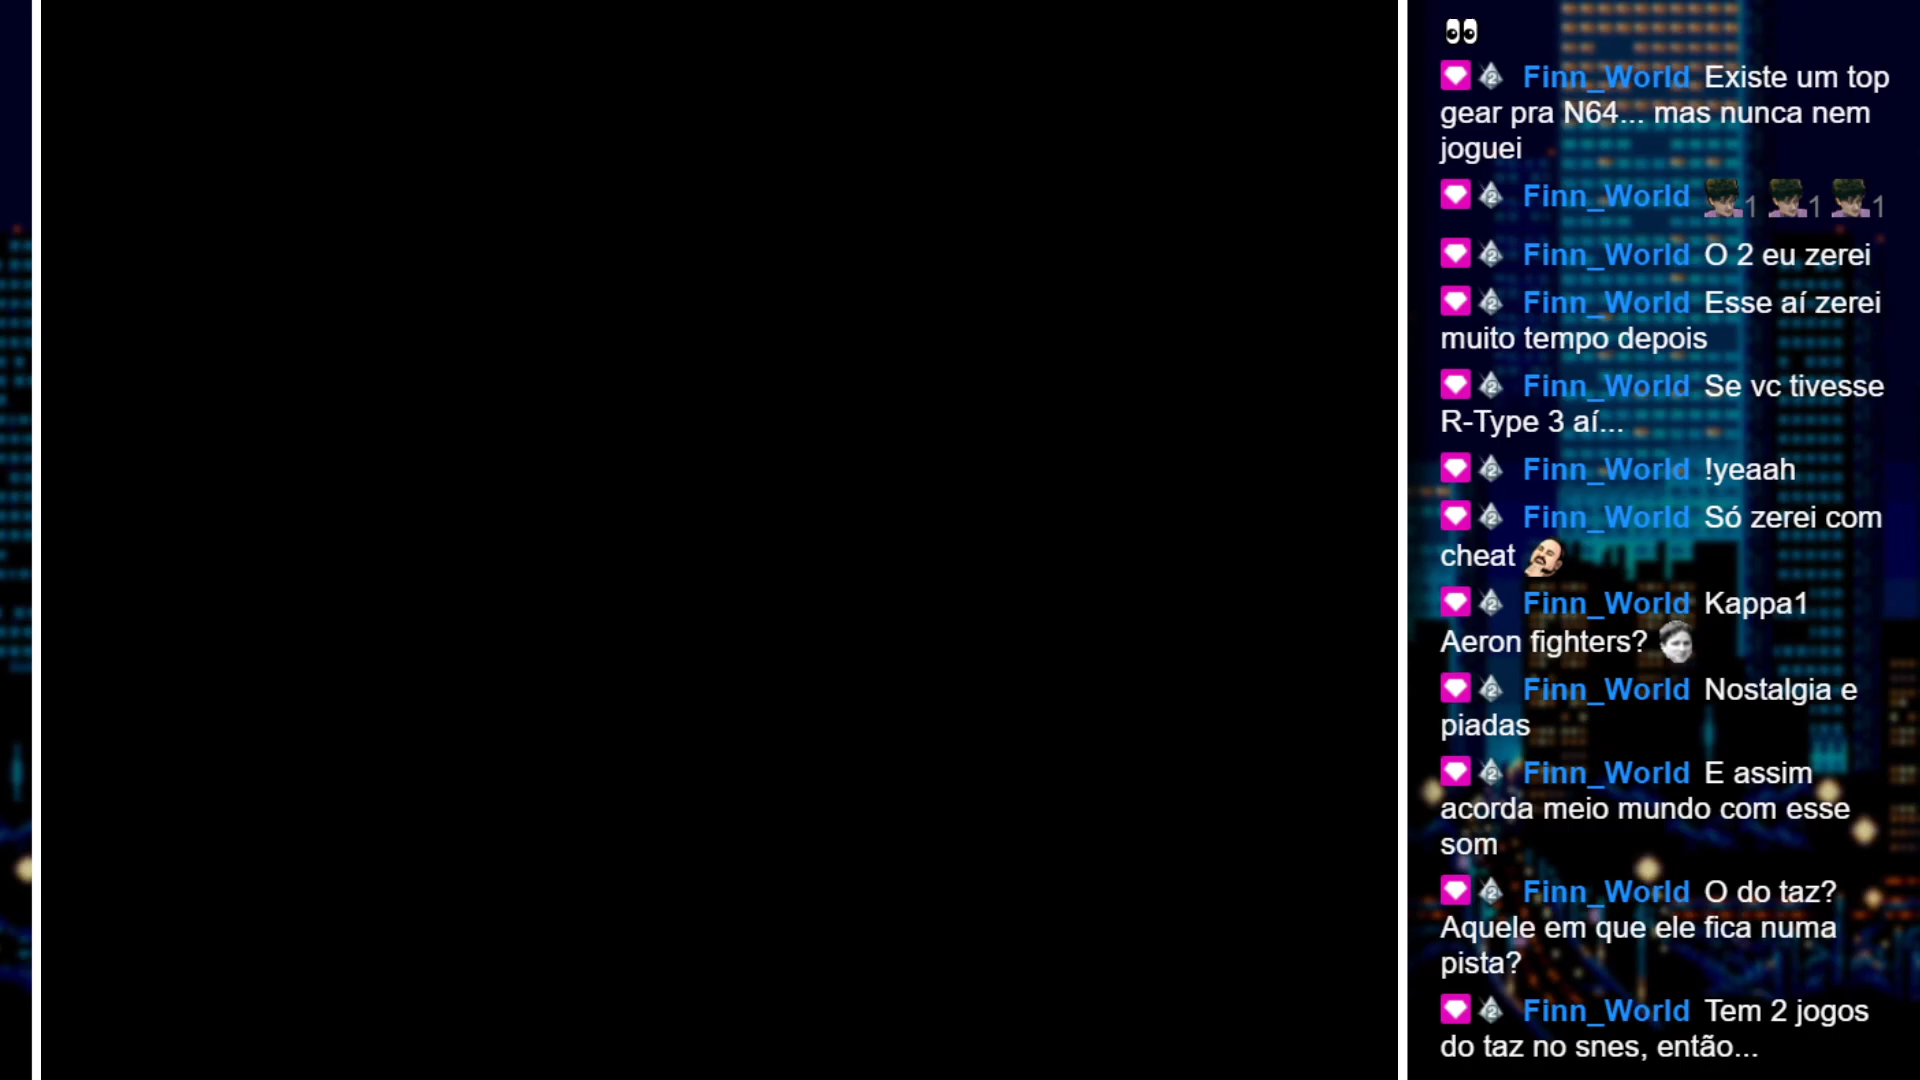 Finn_World Existe um top
gear pra N64... mas nunca nem
joguei
Finn_World 1 1 1
Finn_World O 2 eu zerei
Finn_World Esse aí zerei
muito tempo depois
Finn_World Se vc tivesse
R-Type 3 aí...
Finn_World !yeaah
Finn_World Só zerei com
cheat
Finn_World Kappa1
Aeron fighters?
Finn_World Nostalgia e
piadas
Finn_World E assim
acorda meio mundo com esse
som
Finn_World O do taz?
Aquele em que ele fica numa
pista?
Finn_World Tem 2 jogos
do taz no snes, então...